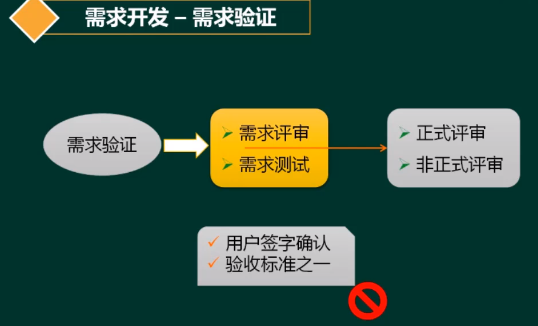 需求开发 – 需求验证
需求验证
需求评审
需求测试
正式评审
非正式评审
用户签字确认
验收标准之一